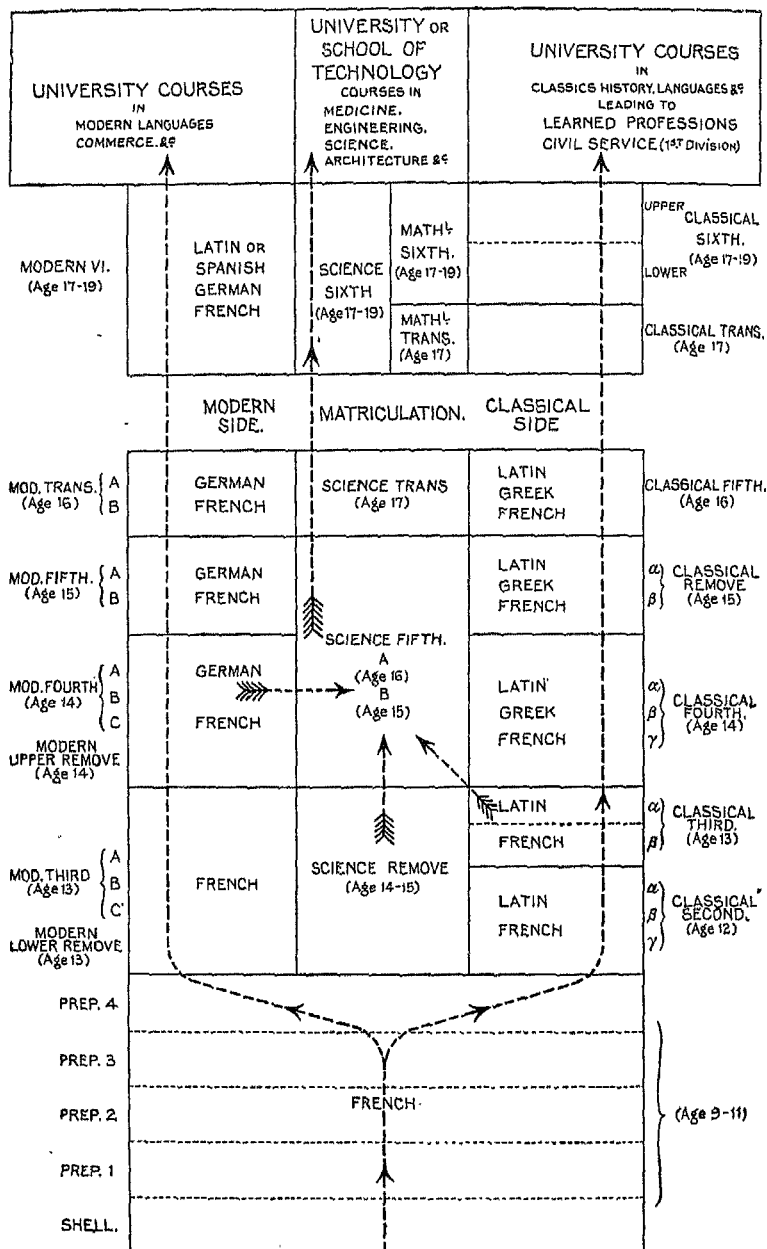 UNIVERSITY COURSES
IN
MODERN LANGUAGES
COMMERCE. &c
UNIVERSITY OR
SCHOOL OF
TECHNOLOGY
COURSES IN
MEDICINE.
ENGINEERING.
SCIENCE.
ARCHITECTURE &c
UNIVERSITY COURSES
IN
CLASSICS HISTORY, LANGUAGES &c
LEADING TO
LEARNED PROFESSIONS
CIVIL SERVICE (1ST DIVISION)
MODERN VI.
(Age 17-19)
LATIN OR
SPANISH
GERMAN
FRENCH
SCIENCE
SIXTH
(Age 17-19)
MATHL
SIXTH.
(Age 17-19)
MATHL
TRANS.
(Age 17)
UPPER
CLASSICAL
SIXTH.
(Age 17-19)
LOWER
CLASSICAL TRANS.
(Age 17)
MODERN
SIDE.
MATRICULATION.
CLASSICAL
SIDE
MOD. TRANS.
(Age 16)
A
B
GERMAN
FRENCH
SCIENCE TRANS
(Age 17)
LATIN
GREEK
FRENCH
CLASSICAL FIFTH.
(Age 16)
MOD. FIFTH.
(Age 15)
A
B
GERMAN
FRENCH
LATIN
GREEK
FRENCH
α
β
CLASSICAL
REMOVE
(Age 15)
MOD. FOURTH
(Age 14)
A
B
C
MODERN
UPPER REMOVE
(Age 14)
GERMAN
FRENCH
SCIENCE FIFTH.
A
(Age 16)
B
(Age 15)
LATIN
GREEK
FRENCH
α
β
γ
CLASSICAL
FOURTH.
(Age 14)
LATIN
FRENCH
α
β
CLASSICAL
THIRD.
(Age 13)
MOD. THIRD
(Age 13)
A
B
C
MODERN
LOWER REMOVE
(Age 13)
FRENCH
SCIENCE REMOVE
(Age 14-15)
LATIN
FRENCH
α
β
γ
CLASSICAL
SECOND.
(Age 12)
PREP. 4
PREP. 3
PREP. 2
PREP. 1
SHELL.
FRENCH
(Age 9-11)